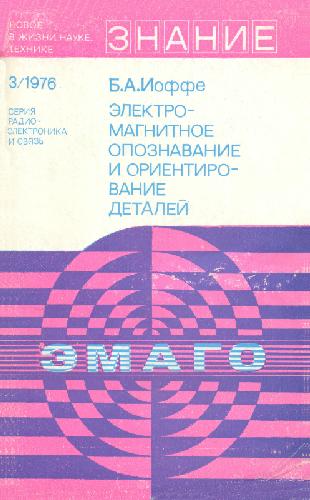 НОВОЕ
В ЖИЗНИ, НАУКЕ,
ТЕХНИКЕ
ЗНАНИЕ
3/1976
СЕРИЯ
РАДИО-
ЭЛЕКТРОНИКА
И СВЯЗЬ
Б.А.Иоффе
ЭЛЕКТРО-
МАГНИТНОЕ
ОПОЗНАВАНИЕ
И ОРИЕНТИРО-
ВАНИЕ
ДЕТАЛЕЙ
ЭМАГО